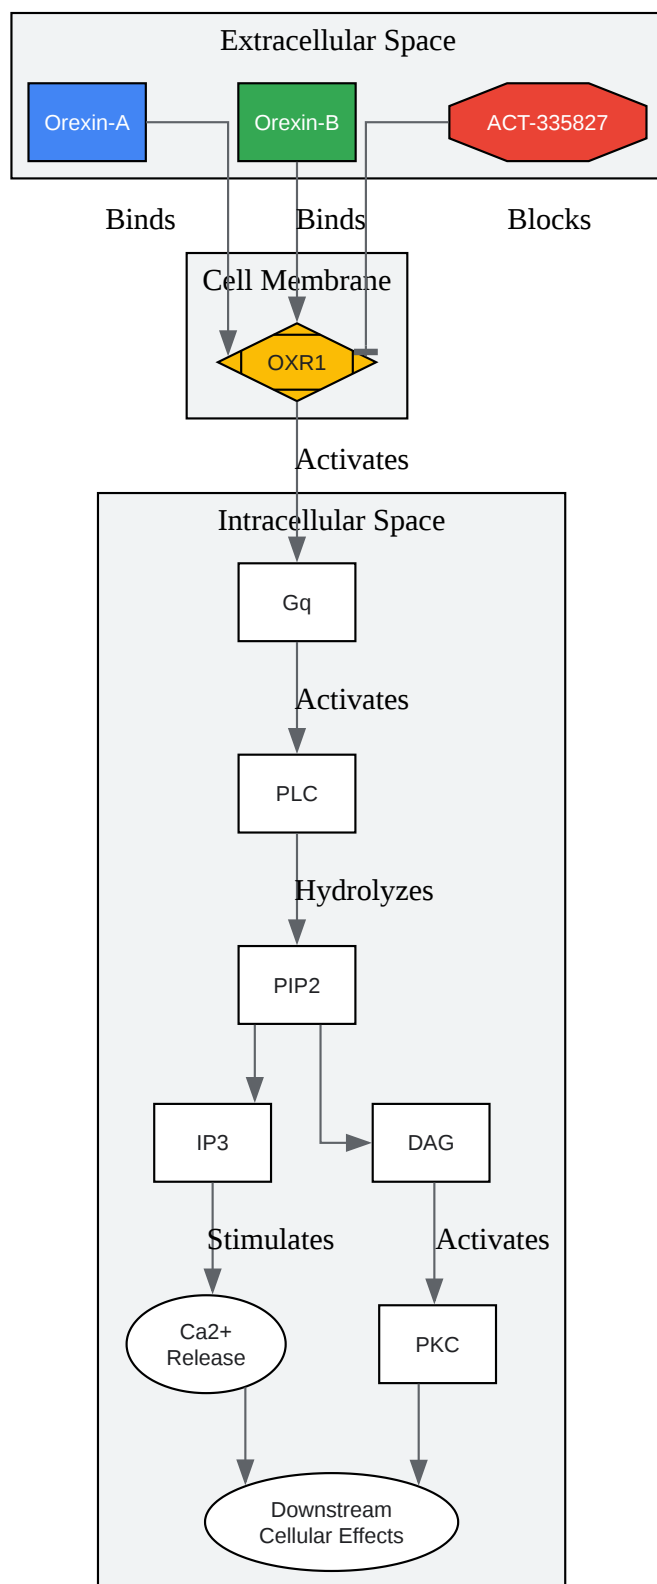 Extracellular Space
Orexin-A
Orexin-B
ACT-335827
Binds
Binds
Blocks
Cell Membrane
OXR1
Activates
Intracellular Space
Gq
Activates
PLC
Hydrolyzes
PIP2
IP3
DAG
Stimulates
Activates
Ca2+
Release
PKC
Downstream
Cellular Effects